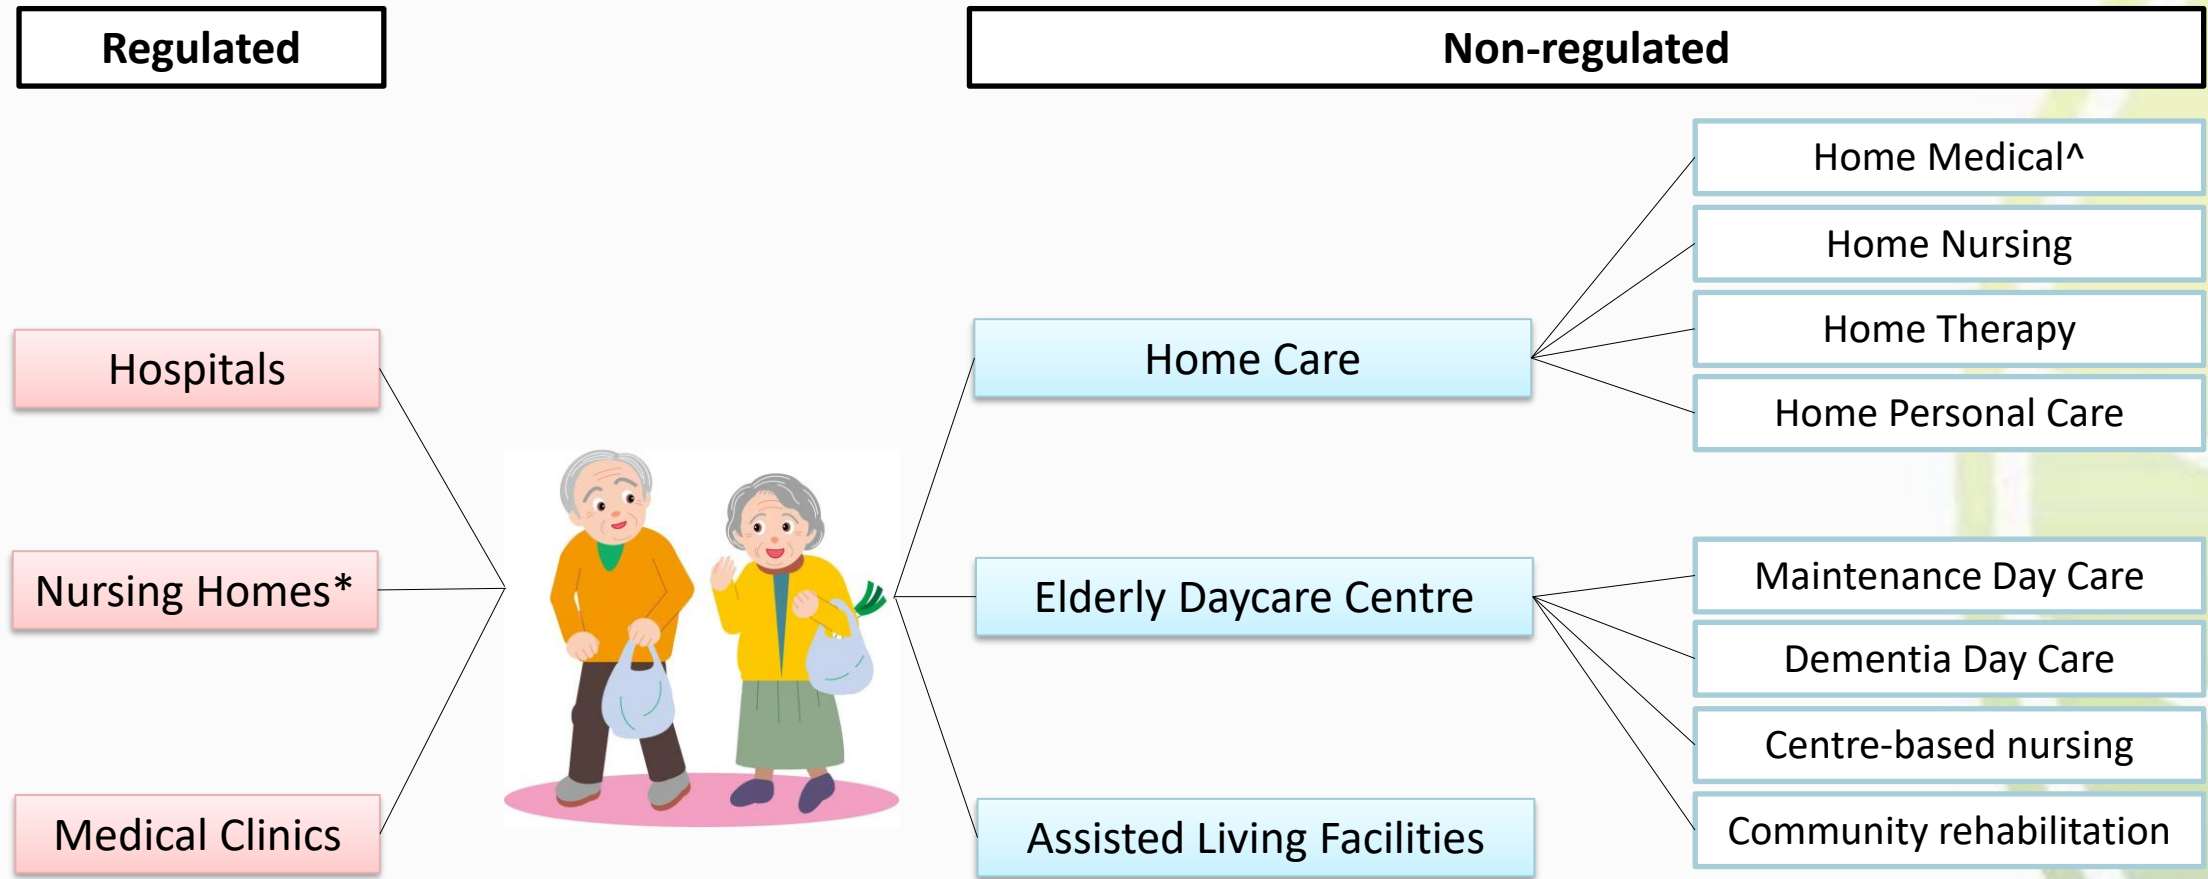 Regulated
Non-regulated
Hospitals
Nursing Homes*
Medical Clinics
Home Care
Elderly Daycare Centre
Assisted Living Facilities
Home Medical^
Home Nursing
Home Therapy
Home Personal Care
Maintenance Day Care
Dementia Day Care
Centre-based nursing
Community rehabilitation